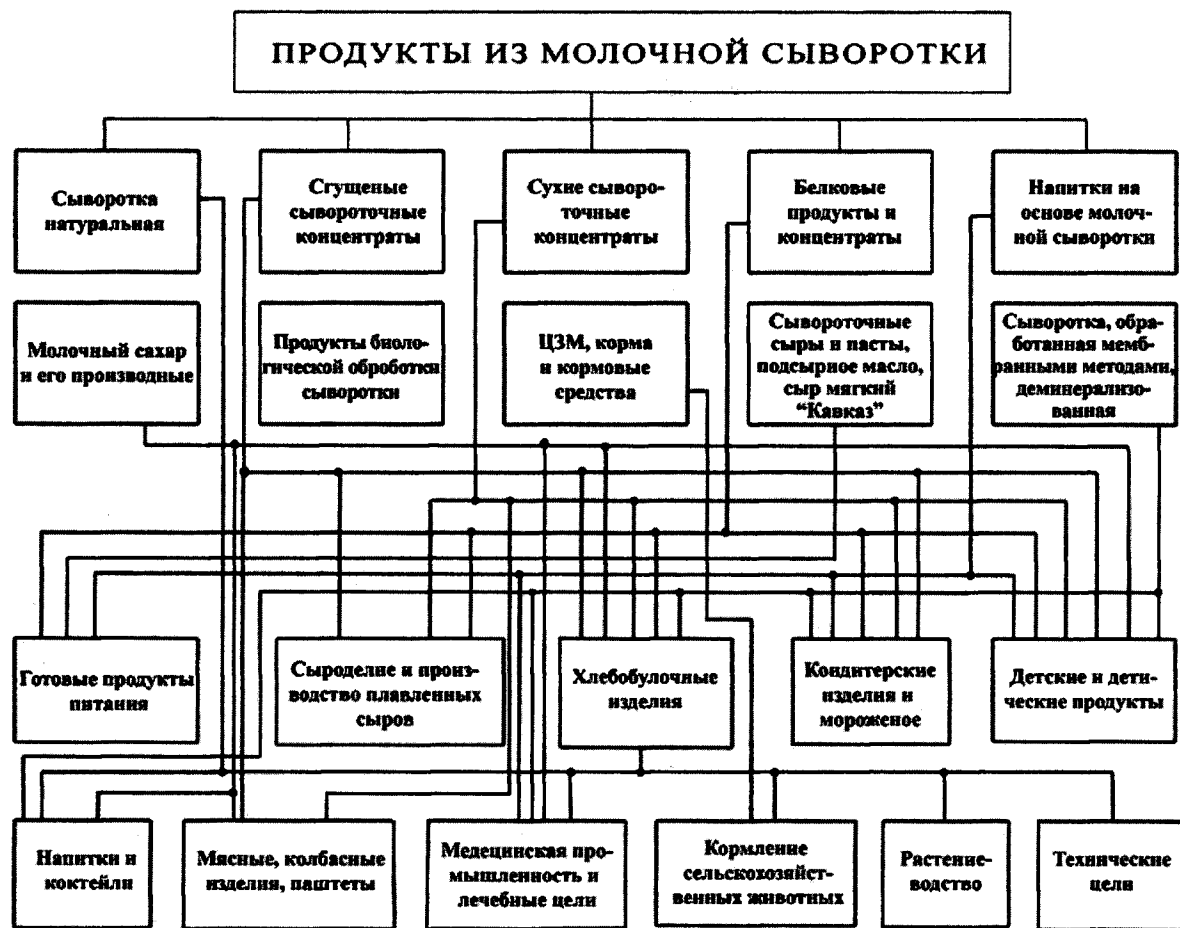 ПРОДУКТЫ ИЗ МОЛОЧНОЙ СЫВОРОТКИ
Сыворотка
натуральная
Сгущеные
сывороточные
концентраты
Сухие сыворо-
точные
концентраты
Белковые
продукты и
концентраты
Напитки на
основе молоч-
ной сыворотки
Молочный сахар
и его производные
Продукты биоло-
гической обработки
сыворотки
ЦЗМ, корма
и кормовые
средства
Сывороточные
сыры и пасты,
подсырное масло,
сыр мягкий
“Кавказ”
Сыворотка, обра-
ботанная мемб-
ранными методами,
деминерализо-
ванная
Готовые продукты
питания
Сыроделие и произ-
водство плавленных
сыров
Хлебобулочные
изделия
Кондитерские
изделия и
мороженое
Детские и дети-
ческие продукты
Напитки и
коктейли
Мясные, колбасные
изделия, паштеты
Медецинская про-
мышленность и
лечебные цели
Кормление
сельскохозяйст-
венных животных
Растение-
водство
Технические
цели